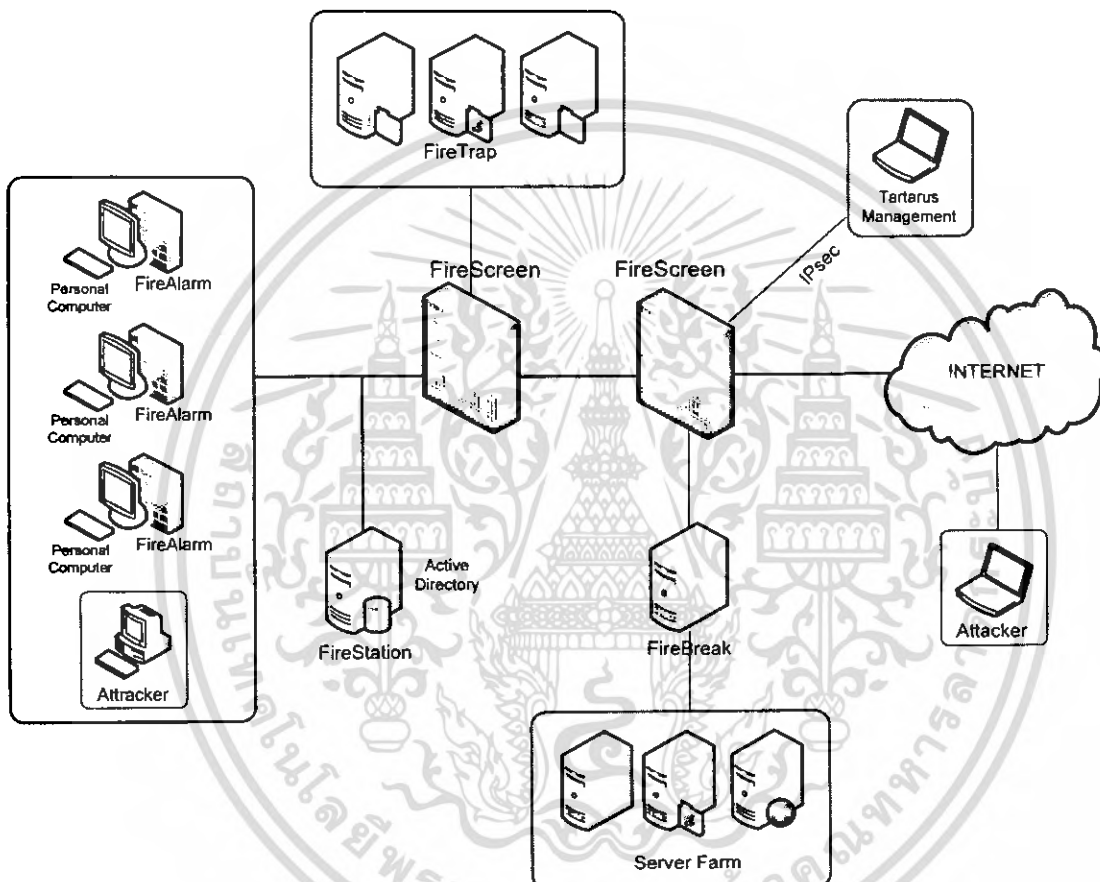 FireTrap
Tartarus
Management
IPsec
FireScreen
FireScreen
INTERNET
Personal
Computer
FireAlarm
Personal
Computer
FireAlarm
Personal
Computer
FireAlarm
Attracker
Active
Directory
FireStation
FireBreak
Attacker
Server Farm